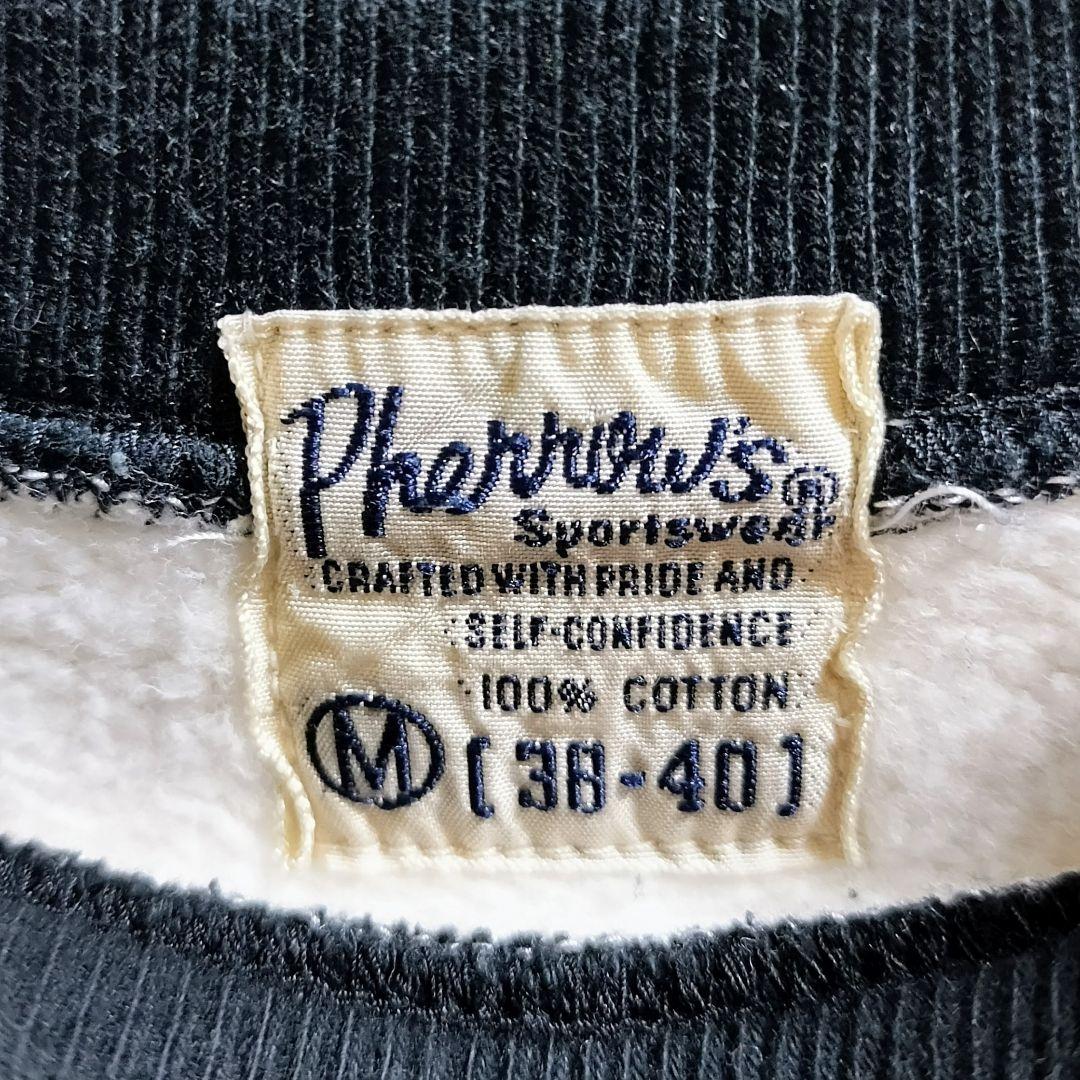 Pherrow's®
Sportswear
CRAFTED WITH PRIDE AND
SELF-CONFIDENCE
100% COTTON
M [38-40]